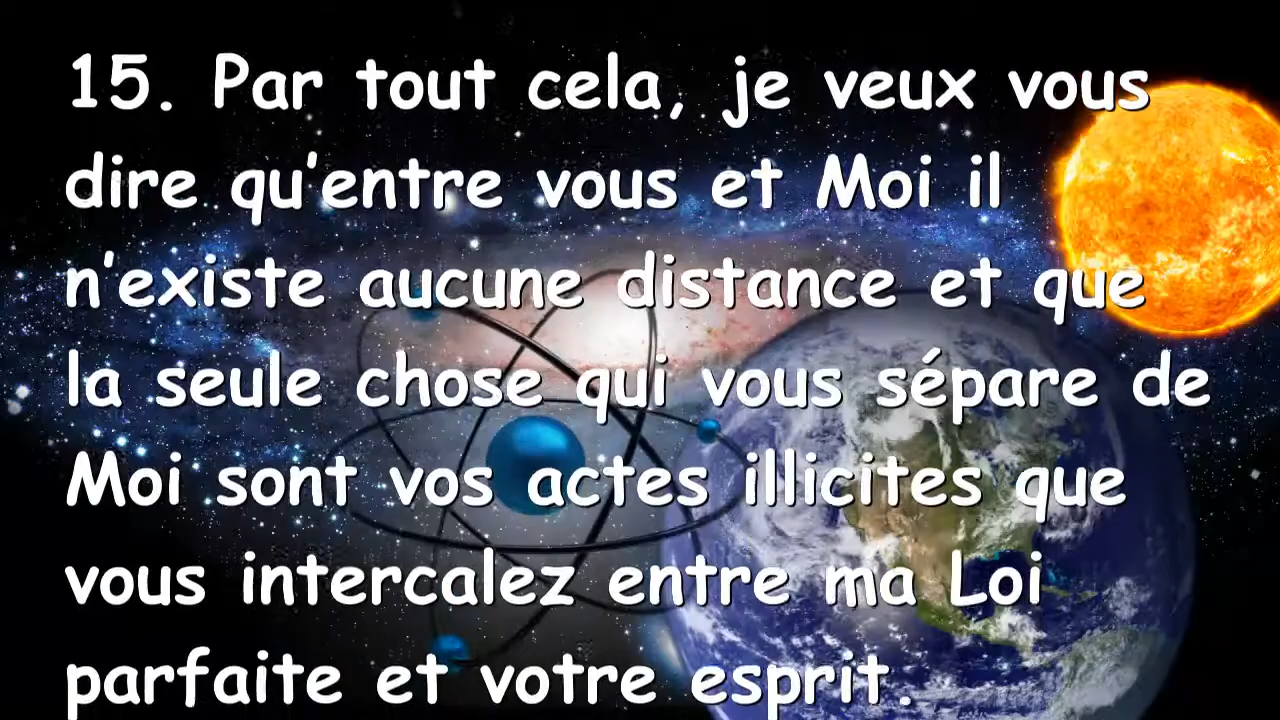 15. Par tout cela, je veux vous
dire qu'entre vous et Moi il
n'existe aucune distance et que
la seule chose qui vous sépare de
Moi sont vos actes illicites que
vous intercalez entre ma Loi
parfaite et votre esprit.